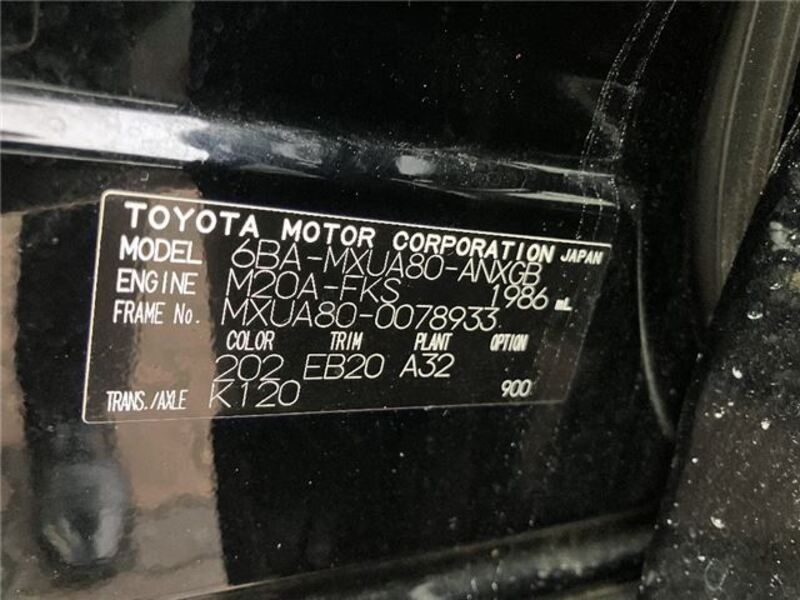 TOYOTA MOTOR CORPORATION JAPAN
MODEL 6BA-MXUA80-ANXGB
ENGINE M20A-FKS 1986 mL
FRAME No. MXUA80-0078933
COLOR TRIM PLANT OPTION
202 EB20 A32
TRANS./AXLE K120 900